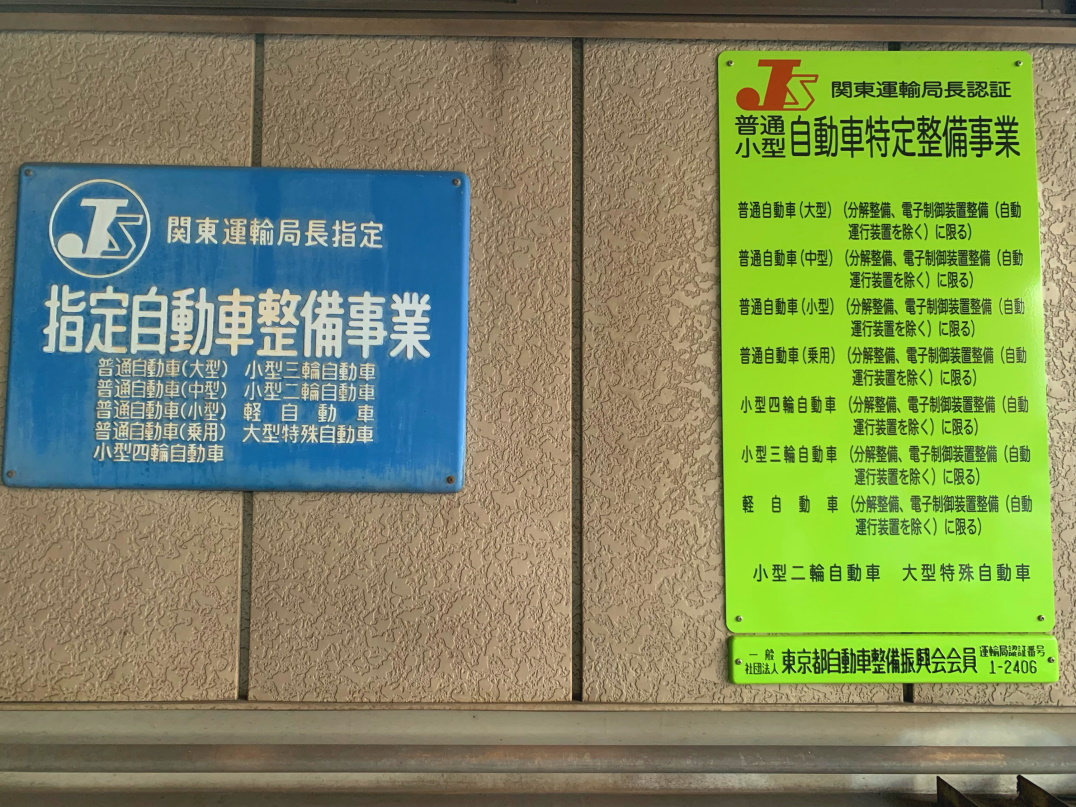 JS
関東運輸局長指定
指定自動車整備事業
普通自動車(大型) 小型三輪自動車
普通自動車(中型) 小型二輪自動車
普通自動車(小型) 軽自動車
普通自動車(乗用) 大型特殊自動車
小型四輪自動車
JS
関東運輸局長認証
普通
小型
自動車特定整備事業
普通自動車(大型) (分解整備、電子制御装置整備(自動
運行装置を除く)に限る)
普通自動車(中型) (分解整備、電子制御装置整備(自動
運行装置を除く)に限る)
普通自動車(小型) (分解整備、電子制御装置整備(自動
運行装置を除く)に限る)
普通自動車(乗用) (分解整備、電子制御装置整備(自動
運行装置を除く)に限る)
小型四輪自動車 (分解整備、電子制御装置整備(自動
運行装置を除く)に限る)
小型三輪自動車 (分解整備、電子制御装置整備(自動
運行装置を除く)に限る)
軽自動車 (分解整備、電子制御装置整備(自動
運行装置を除く)に限る)
小型二輪自動車 大型特殊自動車
一般
社団法人
東京都自動車整備振興会会員
運輸局認証番号
1-2406